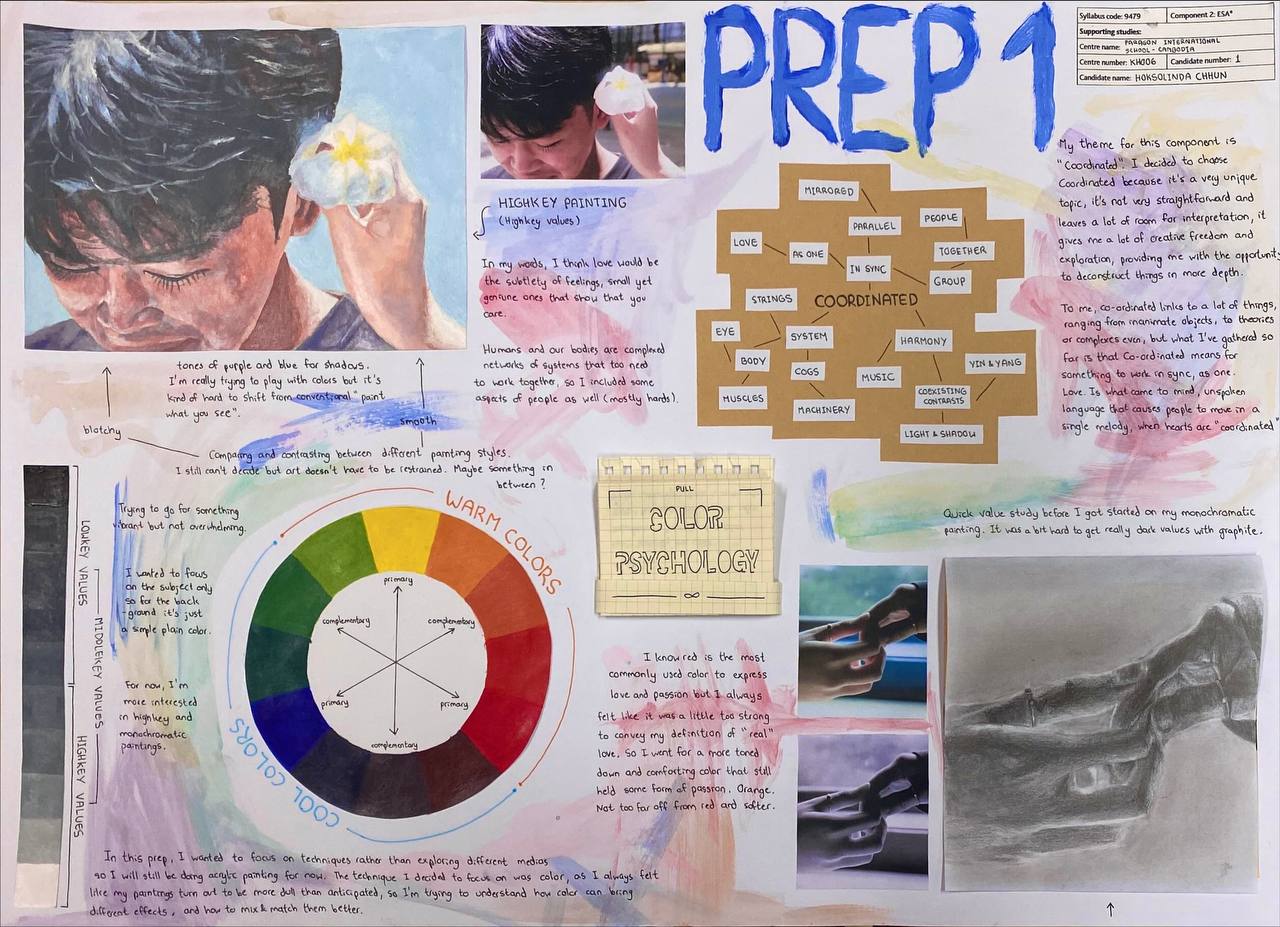 PREP 1
Syllabus code: 9479
Component 2: ESA*
Supporting studies:
Centre name: PARAGON INTERNATIONAL
SCHOOL - CAMBODIA
Centre number: KH006
Candidate number: 1
Candidate name: HOKSOLINDA CHHUN
HIGHKEY PAINTING
(Highkey values)
In my words, I think love would be
the subtlety of feelings, small yet
genuine ones that show that you
care.
Humans and our bodies are complexed
networks of systems that too need
to work together, so I included some
aspects of people as well (mostly hands).
MIRRORED
PARALLEL
PEOPLE
LOVE
AS ONE
TOGETHER
IN SYNC
GROUP
STRINGS
COORDINATED
EYE
SYSTEM
HARMONY
BODY
COGS
YIN & YANG
MUSIC
MUSCLES
COEXISTING
CONTRASTS
MACHINERY
LIGHT & SHADOW
My theme for this component is
"Coordinated". I decided to choose
Coordinated because it's a very unique
topic, it's not very straightforward and
leaves a lot of room for interpretation, it
gives me a lot of creative freedom and
exploration, providing me with the opportunity
to deconstruct things in more depth.
To me, co-ordinated links to a lot of things,
ranging from inanimate objects, to theories
or complexes even, but what I've gathered so
far is that Co-ordinated means for
something to work in sync, as one.
Love. Is what came to mind, unspoken
language that causes people to move in a
single melody, when hearts are "coordinated"
tones of purple and blue for shadows.
I'm really trying to play with colors but it's
kind of hard to shift from conventional "paint
what you see".
blotchy
smooth
Comparing and contrasting between different painting styles.
I still can't decide but art doesn't have to be restrained. Maybe something in
between?
LOWKEY VALUES
MIDDLEKEY VALUES
HIGHKEY VALUES
Trying to go for something
vibrant but not overwhelming.
I wanted to focus
on the subject only
so for the back
-ground it's just
a simple plain color.
For now, I'm
more interested
in highkey and
monochromatic
paintings.
WARM COLORS
COOL COLORS
primary
complementary
complementary
primary
primary
complementary
PULL
COLOR
PSYCHOLOGY
I know red is the most
commonly used color to express
love and passion but I always
felt like it was a little too strong
to convey my definition of "real"
love. So I went for a more toned
down and comforting color that still
held some form of passion. Orange.
Not too far off from red and softer.
Quick value study before I got started on my monochromatic
painting. It was a bit hard to get really dark values with graphite.
In this prep, I wanted to focus on techniques rather than exploring different medias
so I will still be doing acrylic painting for now. The technique I decided to focus on was color, as I always felt
like my paintings turn out to be more dull than anticipated, so I'm trying to understand how color can bring
different effects, and how to mix & match them better.